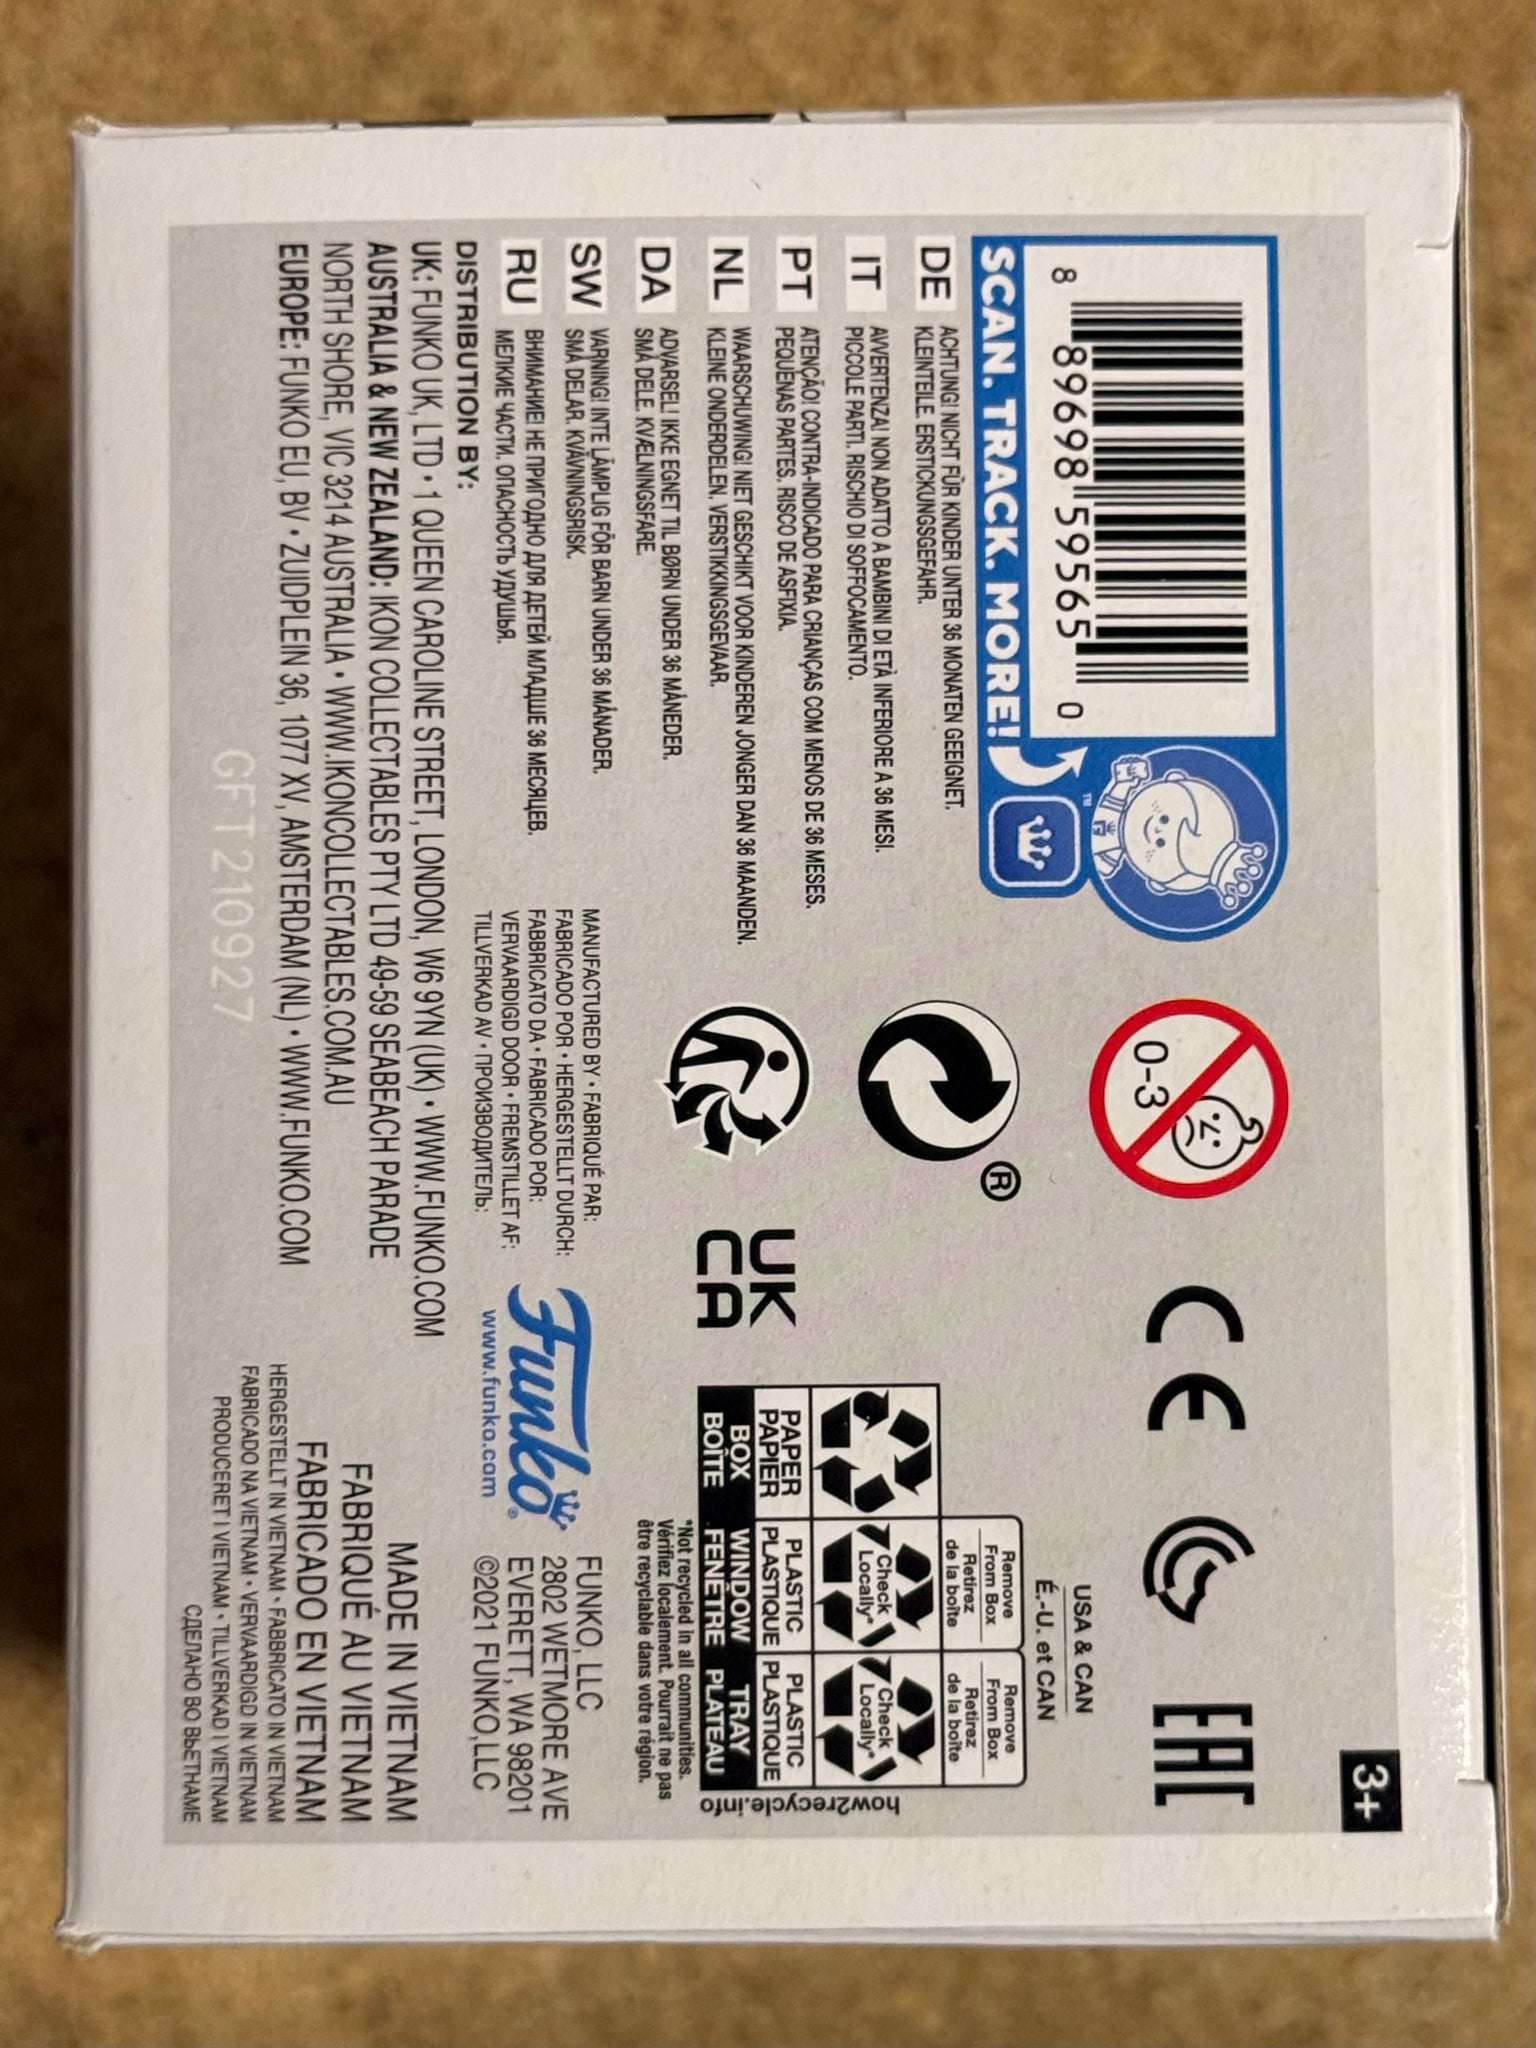 3+
8 89698 59565 0
SCAN. TRACK. MORE!
TM
F
0-3
CE
EAC
DE
ACHTUNG! NICHT FÜR KINDER UNTER 36 MONATEN GEEIGNET.
KLEINTEILE. ERSTICKUNGSGEFAHR.
IT
AVVERTENZA! NON ADATTO A BAMBINI DI ETÀ INFERIORE A 36 MESI.
PICCOLE PARTI. RISCHIO DI SOFFOCAMENTO.
PT
ATENÇÃO! CONTRA-INDICADO PARA CRIANÇAS COM MENOS DE 36 MESES.
PEQUENAS PARTES. RISCO DE ASFIXIA.
NL
WAARSCHUWING! NIET GESCHIKT VOOR KINDEREN JONGER DAN 36 MAANDEN.
KLEINE ONDERDELEN. VERSTIKKINGSGEVAAR.
DA
ADVARSEL! IKKE EGNET TIL BØRN UNDER 36 MÅNEDER.
SMÅ DELE. KVÆLNINGSFARE.
SW
VARNING! INTE LÄMPLIG FÖR BARN UNDER 36 MÅNADER.
SMÅ DELAR. KVÄVNINGSRISK.
RU
ВНИМАНИЕ! НЕ ПРИГОДНО ДЛЯ ДЕТЕЙ МЛАДШЕ 36 МЕСЯЦЕВ.
МЕЛКИЕ ЧАСТИ. ОПАСНОСТЬ УДУШЬЯ.
®
UK
CA
USA & CAN
É.-U. et CAN
Remove
From Box
Retirez
de la boîte
Remove
From Box
Retirez
de la boîte
Check
Locally*
Check
Locally*
PAPER
PAPIER
PLASTIC
PLASTIQUE
PLASTIC
PLASTIQUE
BOX
BOÎTE
WINDOW
FENÊTRE
TRAY
PLATEAU
how2recycle.info
*Not recycled in all communities.
Vérifiez localement. Pourrait ne pas
être recyclable dans votre région.
MANUFACTURED BY • FABRIQUÉ PAR:
FABRICADO POR • HERGESTELLT DURCH:
FABBRICATO DA • FABRICADO POR:
VERVAARDIGD DOOR • FREMSTILLET AF:
TILLVERKAD AV • ПРОИЗВОДИТЕЛЬ:
Funko®
www.funko.com
FUNKO, LLC
2802 WETMORE AVE
EVERETT, WA 98201
©2021 FUNKO,LLC
DISTRIBUTION BY:
UK: FUNKO UK, LTD • 1 QUEEN CAROLINE STREET, LONDON, W6 9YN (UK) • WWW.FUNKO.COM
AUSTRALIA & NEW ZEALAND: IKON COLLECTABLES PTY LTD 49-59 SEABEACH PARADE
NORTH SHORE, VIC 3214 AUSTRALIA • WWW.IKONCOLLECTABLES.COM.AU
EUROPE: FUNKO EU, BV • ZUIDPLEIN 36, 1077 XV, AMSTERDAM (NL) • WWW.FUNKO.COM
MADE IN VIETNAM
FABRIQUÉ AU VIETNAM
FABRICADO EN VIETNAM
HERGESTELLT IN VIETNAM • FABBRICATO IN VIETNAM
FABRICADO NA VIETNAM • VERVAARDIGD IN VIETNAM
PRODUCERET I VIETNAM • TILLVERKAD I VIETNAM
СДЕЛАНО ВО ВЬЕТНАМЕ
GFT210927